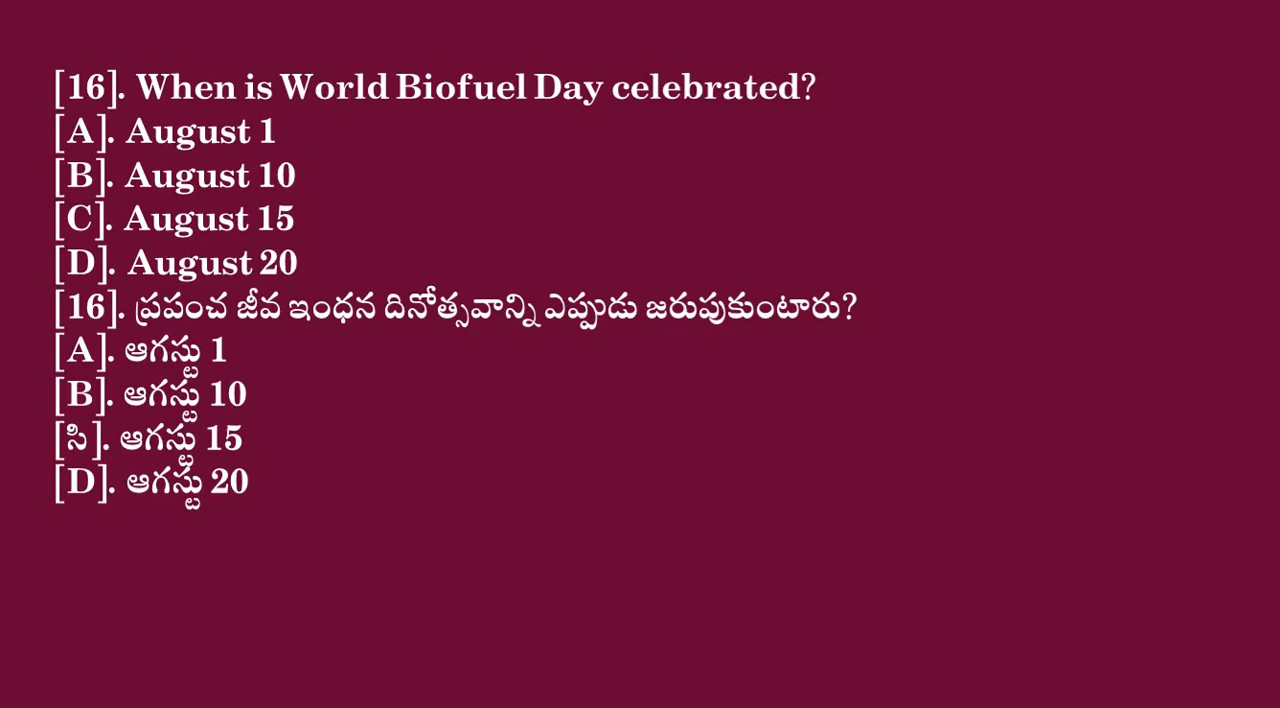 [16]. When is World Biofuel Day celebrated?
[A]. August 1
[B]. August 10
[C]. August 15
[D]. August 20
[16]. ప్రపంచ జీవ ఇంధన దినోత్సవాన్ని ఎప్పుడు జరుపుకుంటారు?
[A]. ఆగస్టు 1
[B]. ఆగస్టు 10
[సి]. ఆగస్టు 15
[D]. ఆగస్టు 20